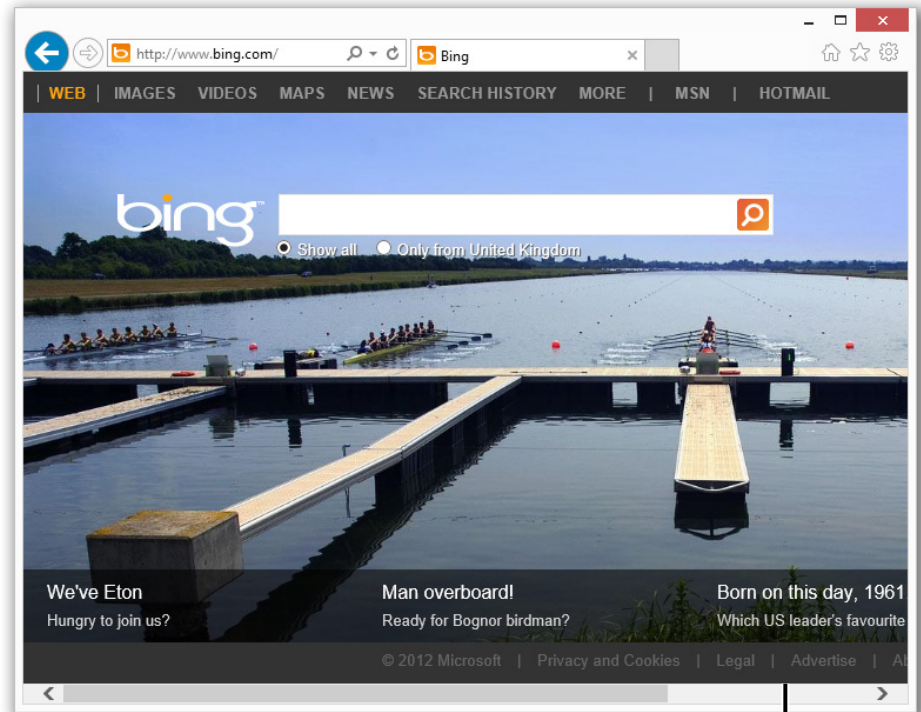 http://www.bing.com/
Bing
WEB | IMAGES VIDEOS MAPS NEWS SEARCH HISTORY MORE | MSN | HOTMAIL
bing™
Show all Only from United Kingdom
We've Eton Man overboard! Born on this day, 1961
Hungry to join us? Ready for Bognor birdman? Which US leader's favourite
© 2012 Microsoft | Privacy and Cookies | Legal | Advertise |